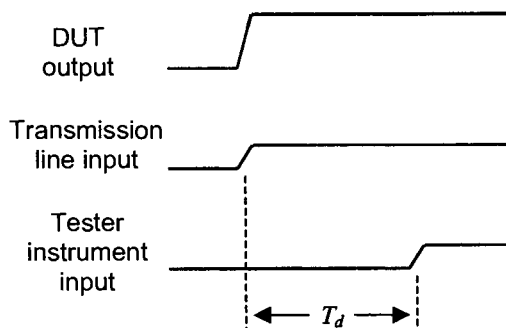 DUT
output
Transmission
line input
Tester
instrument
input
T_d